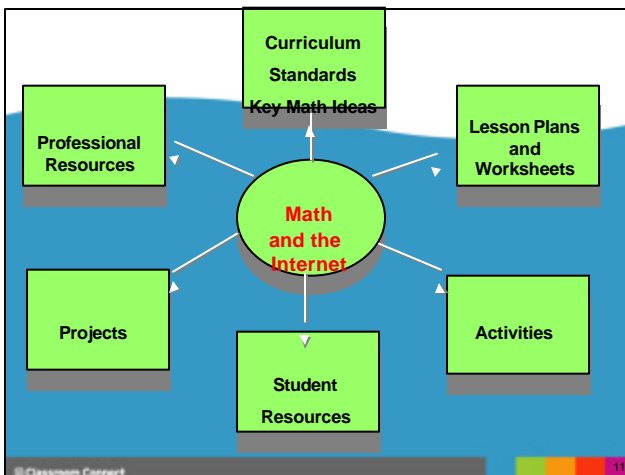 Curriculum
Standards
Key Math Ideas
Professional
Resources
Lesson Plans
and
Worksheets
Math
and the
Internet
Projects
Activities
Student
Resources
Classroom Connect
11